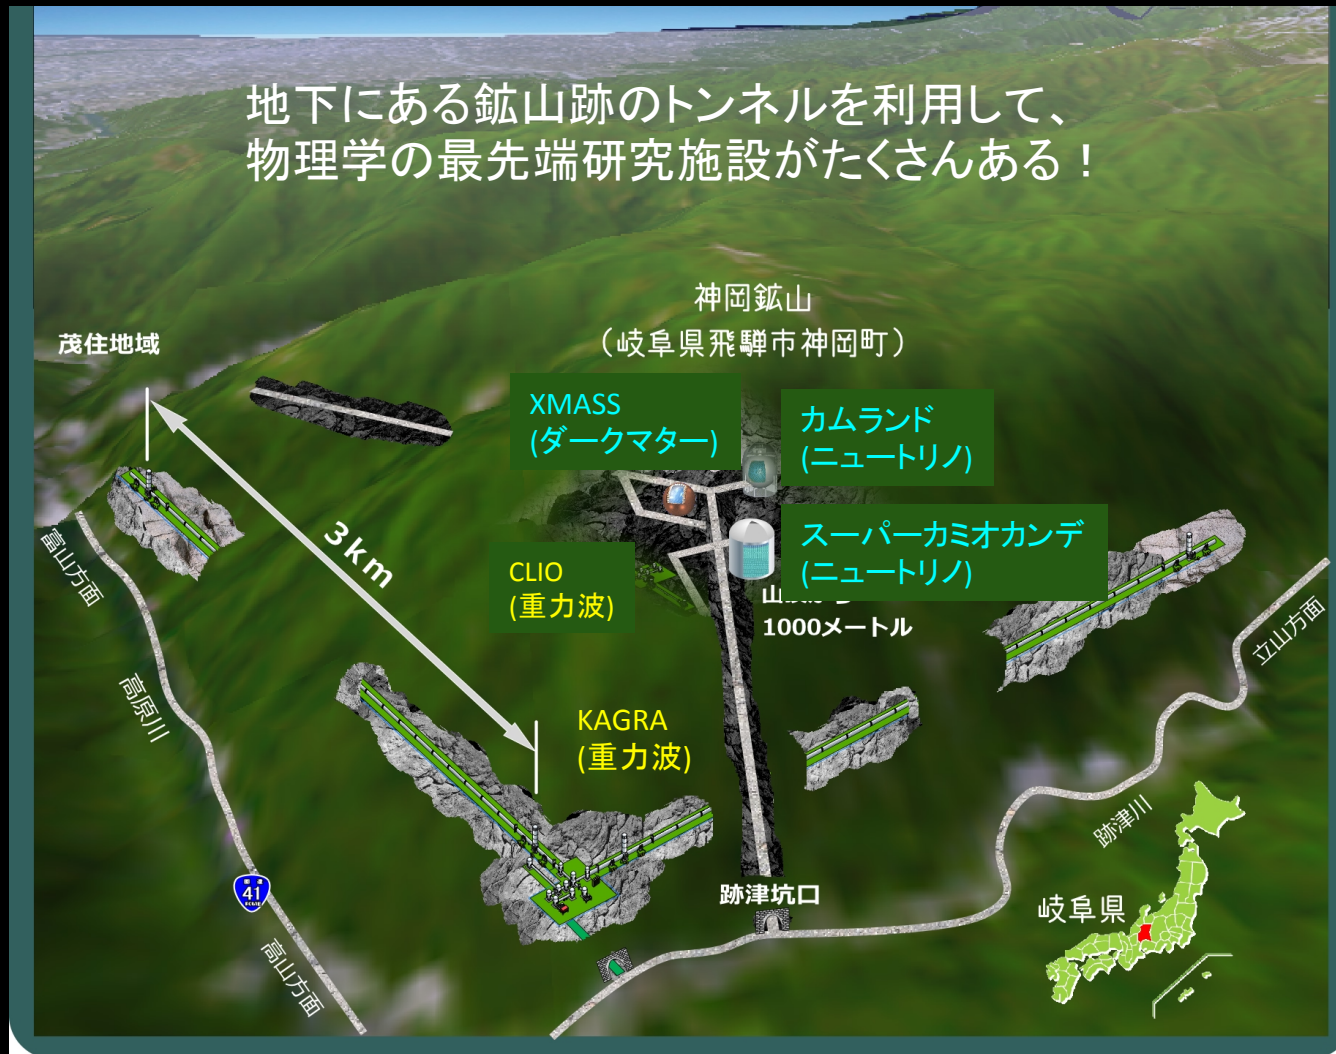 地下にある鉱山跡のトンネルを利用して、
物理学の最先端研究施設がたくさんある！
神岡鉱山
（岐阜県飛騨市神岡町）
茂住地域
XMASS
(ダークマター)
カムランド
(ニュートリノ)
3km
富山方面
スーパーカミオカンデ
(ニュートリノ)
CLIO
(重力波)
1000メートル
立山方面
高原川
KAGRA
(重力波)
跡津川
41
跡津坑口
岐阜県
高山方面